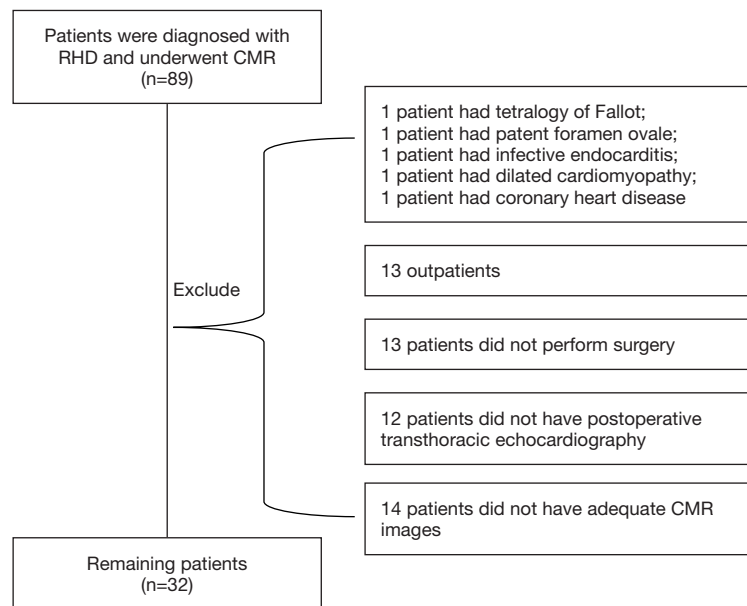 Patients were diagnosed with
RHD and underwent CMR
(n=89)
1 patient had tetralogy of Fallot;
1 patient had patent foramen ovale;
1 patient had infective endocarditis;
1 patient had dilated cardiomyopathy;
1 patient had coronary heart disease
Exclude
13 outpatients
13 patients did not perform surgery
12 patients did not have postoperative
transthoracic echocardiography
14 patients did not have adequate CMR
images
Remaining patients
(n=32)